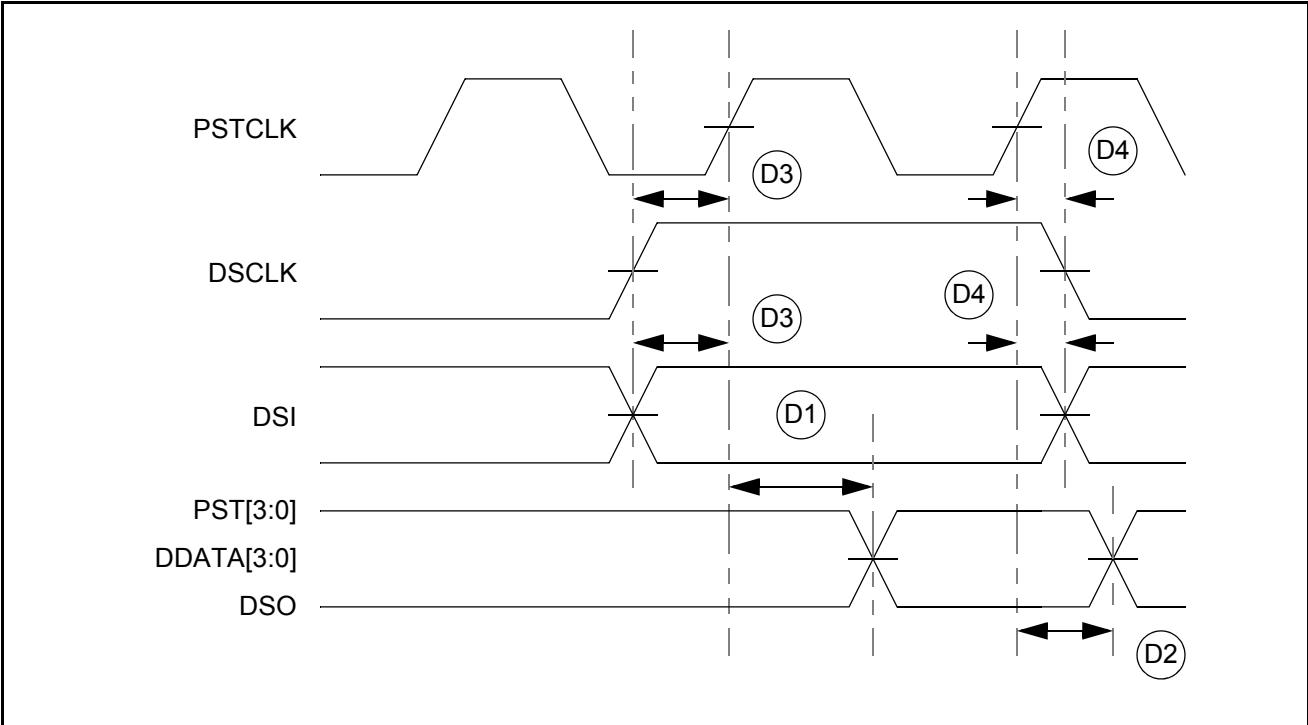 PSTCLK
D4
D3
DSCLK
D4
D3
DSI
D1
PST[3:0]
DDATA[3:0]
DSO
D2